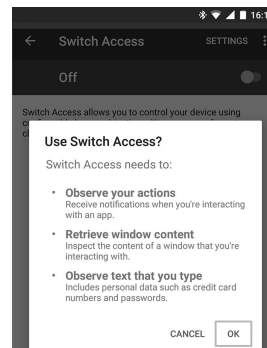 16:1
Switch Access SETTINGS
Off
Switch Access allows you to control your device using
Use Switch Access?
Switch Access needs to:
• Observe your actions
Receive notifications when you're interacting
with an app.
• Retrieve window content
Inspect the content of a window that you're
interacting with.
• Observe text that you type
Includes personal data such as credit card
numbers and passwords.
CANCEL OK